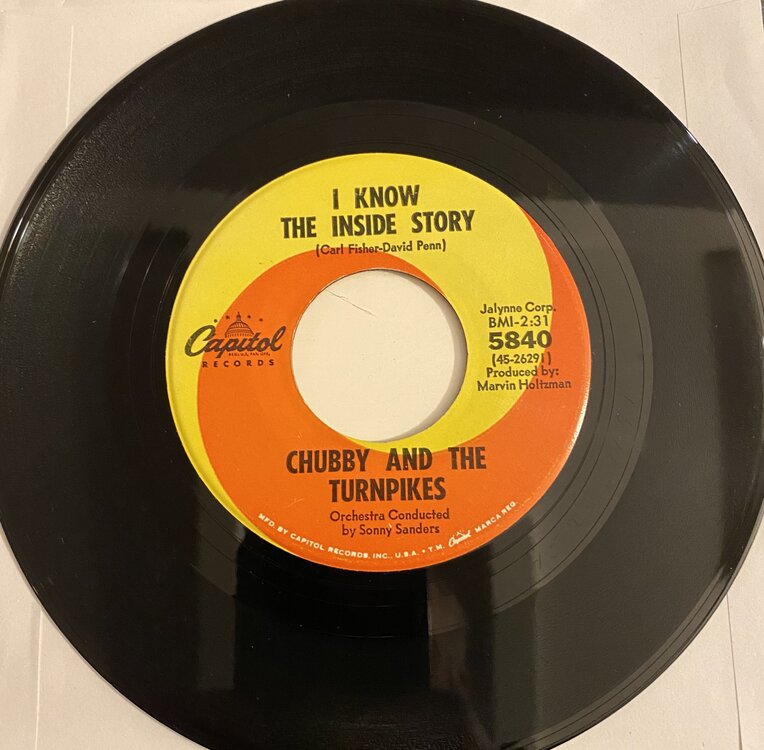 I KNOW
THE INSIDE STORY
(Carl Fisher-David Penn)
Capitol
RECORDS
Jalynne Corp.
BMI-2:31
5840
(45-26291)
Produced by:
Marvin Holtzman
CHUBBY AND THE
TURNPIKES
Orchestra Conducted
by Sonny Sanders
MFD. BY CAPITOL RECORDS, INC., U.S.A. • T.M. Capitol MARCA REG.